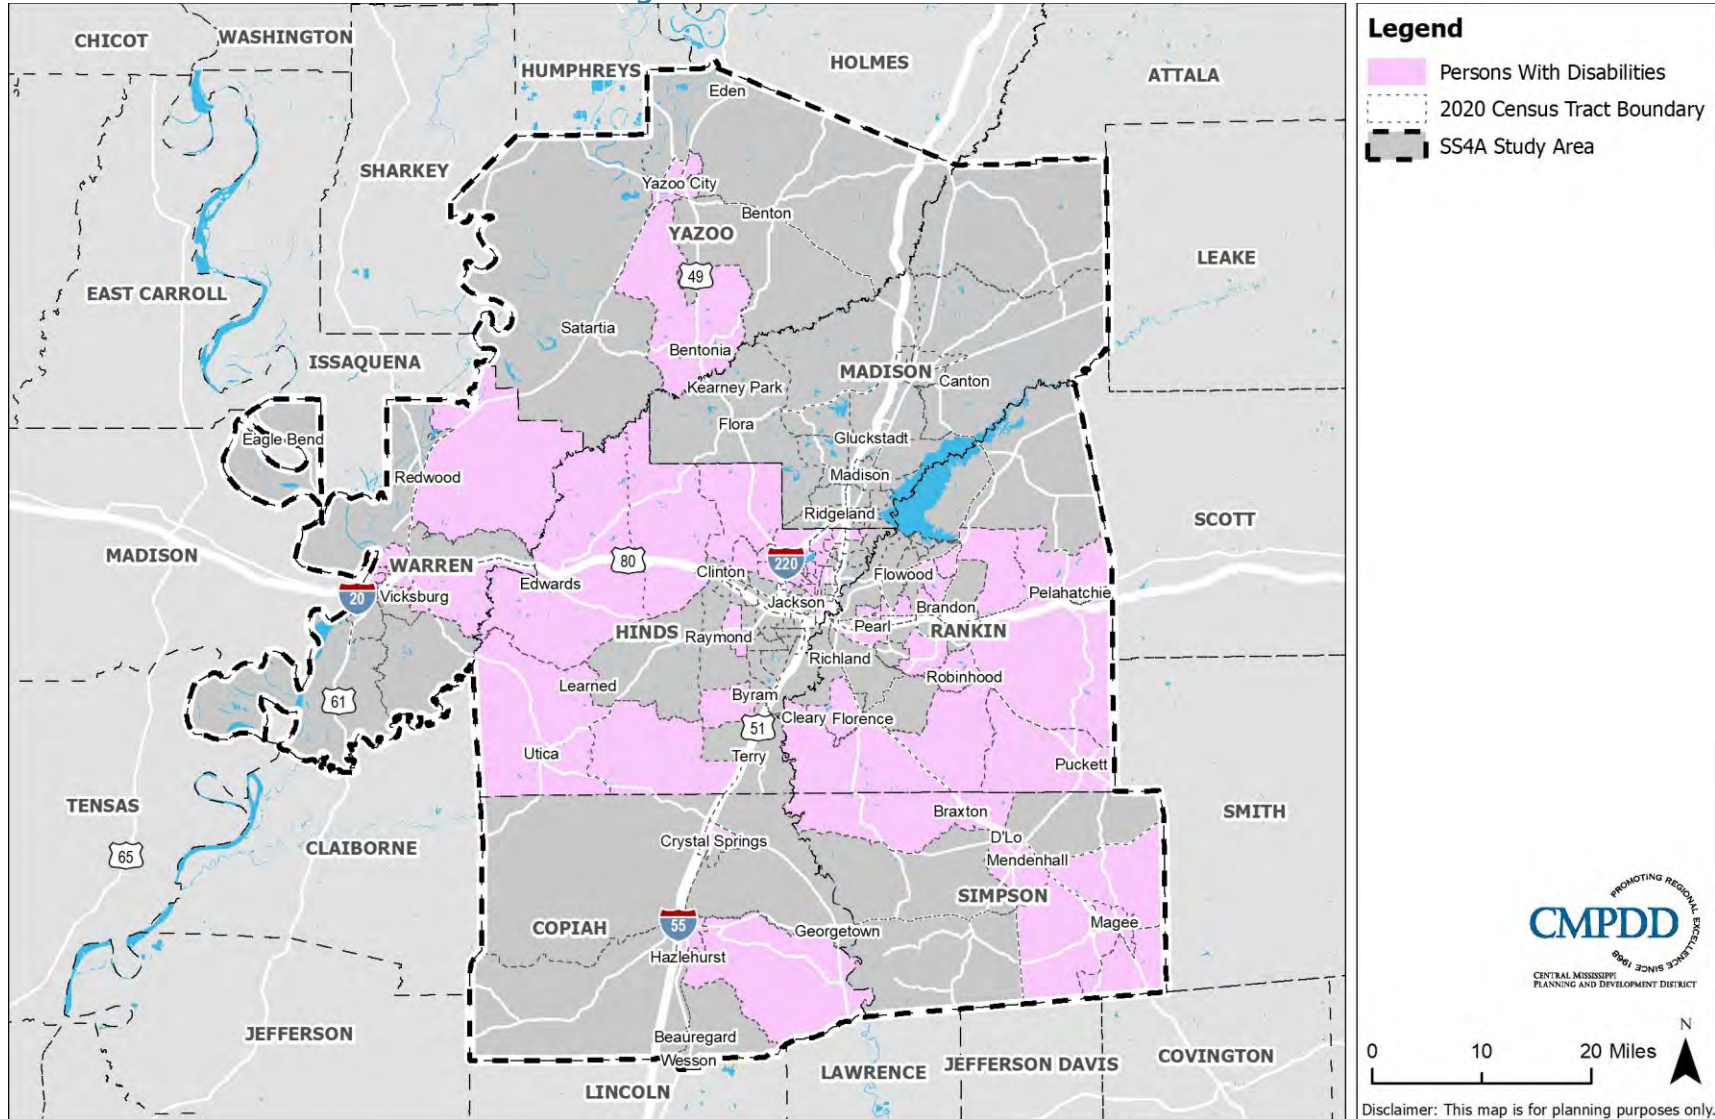 CHICOT
WASHINGTON
HUMPHREYS
HOLMES
ATTALA
Eden
SHARKEY
Yazoo City
Benton
YAZOO
LEAKE
49
EAST CARROLL
Satartia
ISSAQUENA
Bentonia
MADISON
Canton
Kearney Park
Flora
Eagle Bend
Gluckstadt
Redwood
Madison
Ridgeland
SCOTT
MADISON
WARREN
80
220
Edwards
Clinton
Flowood
20
Vicksburg
Jackson
Pelahatchie
Brandon
HINDS
Raymond
Pearl
RANKIN
Richland
Learned
Robinhood
61
Byram
Cleary
Florence
51
Utica
Terry
Puckett
TENSAS
Braxton
SMITH
65
CLAIBORNE
Crystal Springs
D'Lo
Mendenhall
SIMPSON
COPIAH
55
Georgetown
Magee
Hazlehurst
JEFFERSON
Beauregard
Wesson
LINCOLN
LAWRENCE
JEFFERSON DAVIS
COVINGTON
Legend
Persons With Disabilities
2020 Census Tract Boundary
SS4A Study Area
PROMOTING REGIONAL EXCELLENCE SINCE 1968
CMPDD
CENTRAL MISSISSIPPI
PLANNING AND DEVELOPMENT DISTRICT
N
0 10 20 Miles
Disclaimer: This map is for planning purposes only.